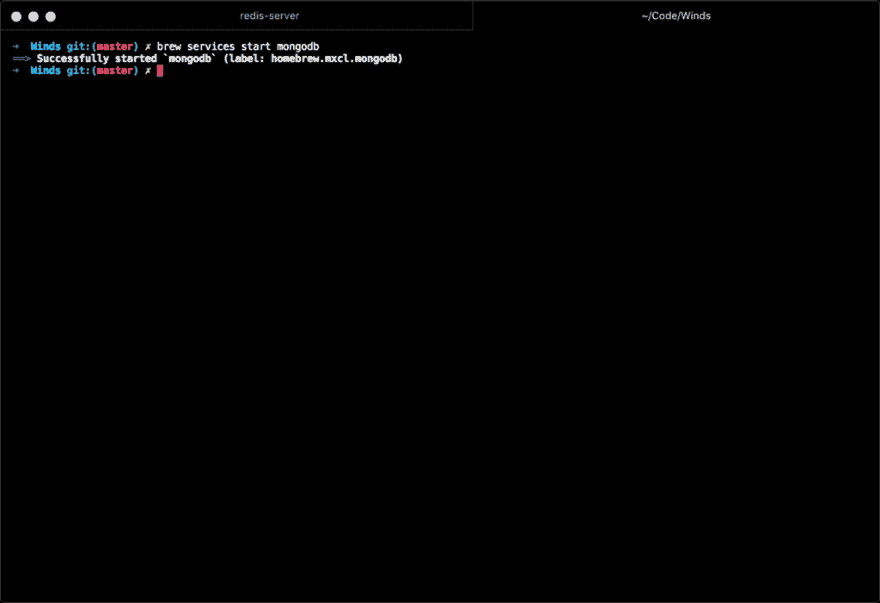 redis-server
~/Code/Winds
➜ Winds git:(master) ✗ brew services start mongodb
==> Successfully started `mongodb` (label: homebrew.mxcl.mongodb)
➜ Winds git:(master) ✗